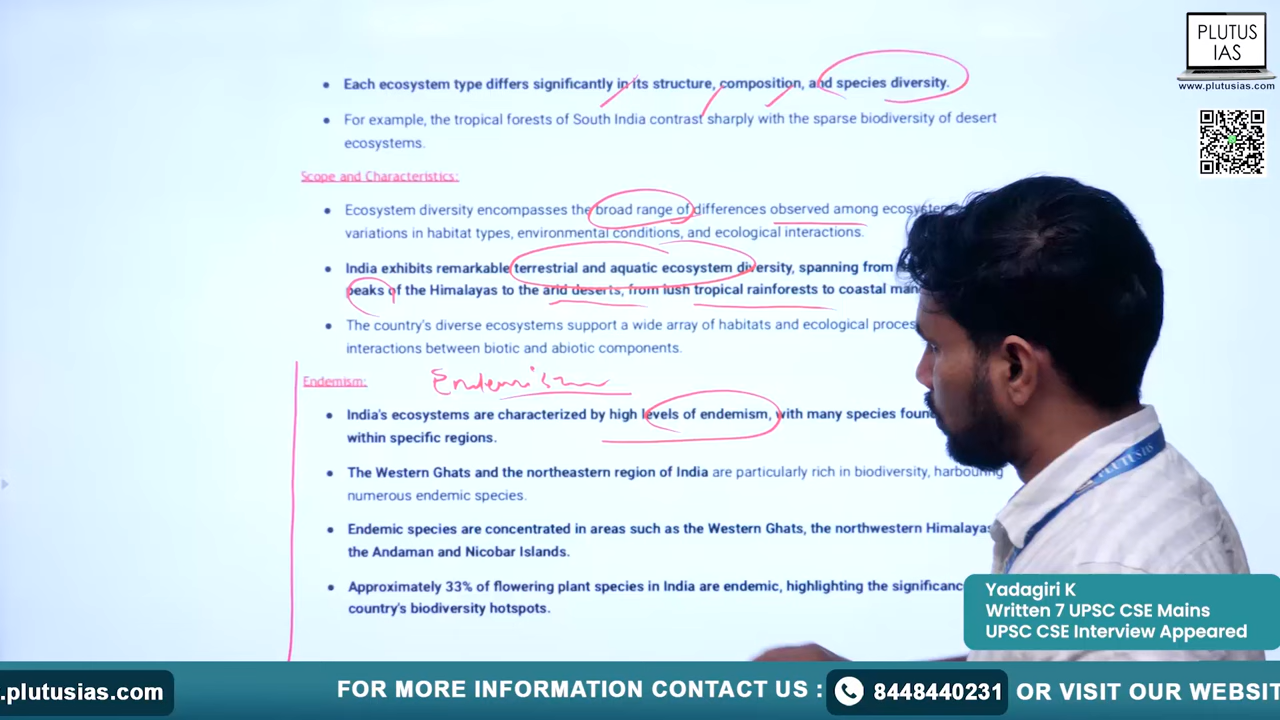 PLUTUS
IAS
www.plutusias.com
• Each ecosystem type differs significantly in its structure, composition, and species diversity.
• For example, the tropical forests of South India contrast sharply with the sparse biodiversity of desert
ecosystems.
Scope and Characteristics:
• Ecosystem diversity encompasses the broad range of differences observed among
variations in habitat types, environmental conditions, and ecological interactions.
• India exhibits remarkable terrestrial and aquatic ecosystem diversity, spanning from
peaks of the Himalayas to the arid deserts, from lush tropical rainforests to coastal
• The country's diverse ecosystems support a wide array of habitats and ecological
interactions between biotic and abiotic components.
Endemism: Endemism
• India's ecosystems are characterized by high levels of endemism, with many species
within specific regions.
• The Western Ghats and the northeastern region of India are particularly rich in biodiversity, harbouring
numerous endemic species.
• Endemic species are concentrated in areas such as the Western Ghats, the northwestern Himalayas
the Andaman and Nicobar Islands.
• Approximately 33% of flowering plant species in India are endemic, highlighting the
country's biodiversity hotspots.
PLUTUS IAS
Yadagiri K
Written 7 UPSC CSE Mains
UPSC CSE Interview Appeared
.plutusias.com FOR MORE INFORMATION CONTACT US : 8448440231 OR VISIT OUR